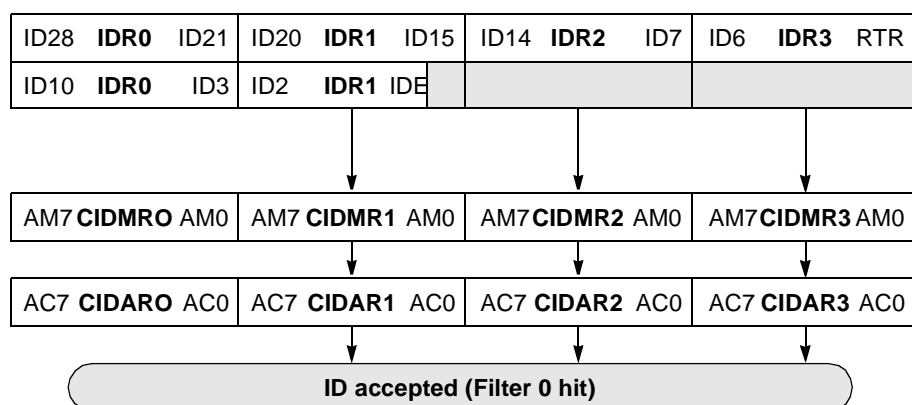 ID28 IDR0 ID21 ID20 IDR1 ID15 ID14 IDR2 ID7 ID6 IDR3 RTR
ID10 IDR0 ID3 ID2 IDR1 IDE
AM7 CIDMRO AM0 AM7 CIDMR1 AM0 AM7 CIDMR2 AM0 AM7 CIDMR3 AM0
AC7 CIDARO AC0 AC7 CIDAR1 AC0 AC7 CIDAR2 AC0 AC7 CIDAR3 AC0
ID accepted (Filter 0 hit)